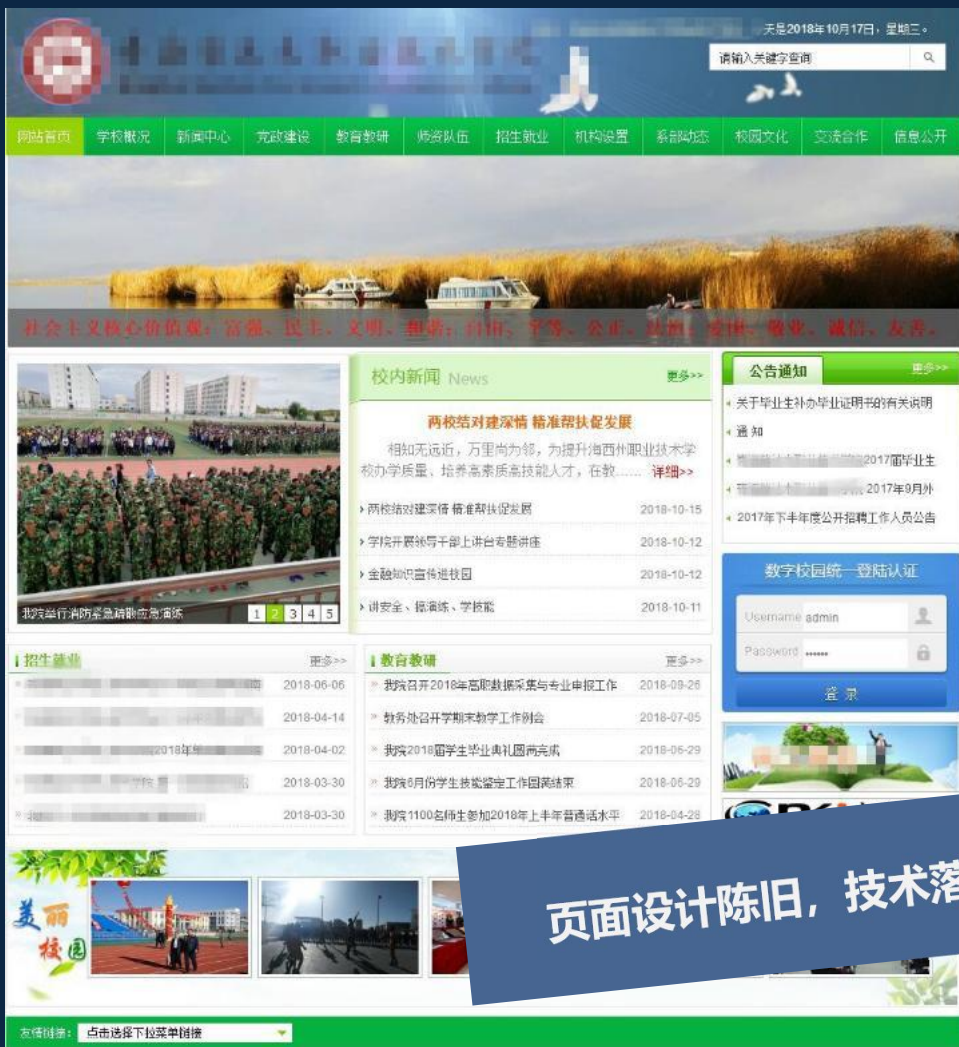 天是2018年10月17日，星期三。
请输入关键字查询
网站首页 学校概况 新闻中心 党政建设 教育教研 师资队伍 招生就业 机构设置 系部动态 校园文化 交流合作 信息公开
社会主义核心价值观：富强、民主、文明、和谐；自由、平等、公正、法治；爱国、敬业、诚信、友善。
校内新闻 News 更多>>
两校结对建深情 精准帮扶促发展
相知无远近，万里尚为邻，为提升海西州职业技术学
校办学质量、培养高素质高技能人才，在教…… 详细>>
两校结对建深情 精准帮扶促发展 2018-10-15
学院开展领导干部上讲台专题讲座 2018-10-12
金融知识宣传进校园 2018-10-12
讲安全、搞演练、学技能 2018-10-11
我院举行消防紧急疏散应急演练 1 2 3 4 5
公告通知 更多>>
关于毕业生补办毕业证明书的有关说明
通 知
2017届毕业生
2017年9月外
2017年下半年度公开招聘工作人员公告
数字校园统一登陆认证
Username admin
Password ••••••
登 录
招生就业 更多>>
2018-06-06
2018-04-14
2018年 2018-04-02
2018-03-30
2018-03-30
教育教研 更多>>
我院召开2018年高职数据采集与专业申报工作 2018-09-26
教务处召开学期末教学工作例会 2018-07-05
我院2018届学生毕业典礼圆满完成 2018-06-29
我院6月份学生技能鉴定工作圆满结束 2018-06-29
我院1100名师生参加2018年上半年普通话水平 2018-04-28
美丽
校园
页面设计陈旧，技术落
友情链接： 点击选择下拉菜单链接